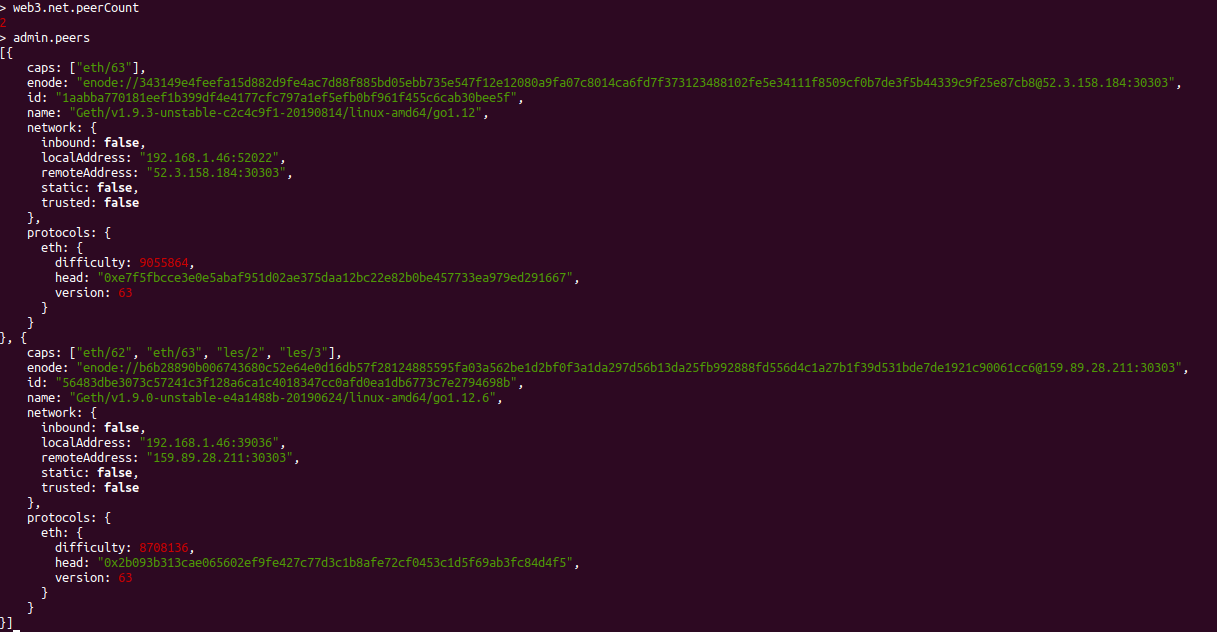 > web3.net.peerCount
2
> admin.peers
[{
    caps: ["eth/63"],
    enode: "enode://343149e4feefa15d882d9fe4ac7d88f885bd05ebb735e547f12e12080a9fa07c8014ca6fd7f373123488102fe5e34111f8509cf0b7de3f5b44339c9f25e87cb8@52.3.158.184:30303",
    id: "1aabba770181eef1b399df4e4177cfc797a1ef5efb0bf961f455c6cab30bee5f",
    name: "Geth/v1.9.3-unstable-c2c4c9f1-20190814/linux-amd64/go1.12",
    network: {
      inbound: false,
      localAddress: "192.168.1.46:52022",
      remoteAddress: "52.3.158.184:30303",
      static: false,
      trusted: false
    },
    protocols: {
      eth: {
        difficulty: 9055864,
        head: "0xe7f5fbcce3e0e5abaf951d02ae375daa12bc22e82b0be457733ea979ed291667",
        version: 63
      }
    }
}, {
    caps: ["eth/62", "eth/63", "les/2", "les/3"],
    enode: "enode://b6b28890b006743680c52e64e0d16db57f28124885595fa03a562be1d2bf0f3a1da297d56b13da25fb992888fd556d4c1a27b1f39d531bde7de1921c90061cc6@159.89.28.211:30303",
    id: "56483dbe3073c57241c3f128a6ca1c4018347cc0afd0ea1db6773c7e2794698b",
    name: "Geth/v1.9.0-unstable-e4a1488b-20190624/linux-amd64/go1.12.6",
    network: {
      inbound: false,
      localAddress: "192.168.1.46:39036",
      remoteAddress: "159.89.28.211:30303",
      static: false,
      trusted: false
    },
    protocols: {
      eth: {
        difficulty: 8708136,
        head: "0x2b093b313cae065602ef9fe427c77d3c1b8afe72cf0453c1d5f69ab3fc84d4f5",
        version: 63
      }
    }
}]